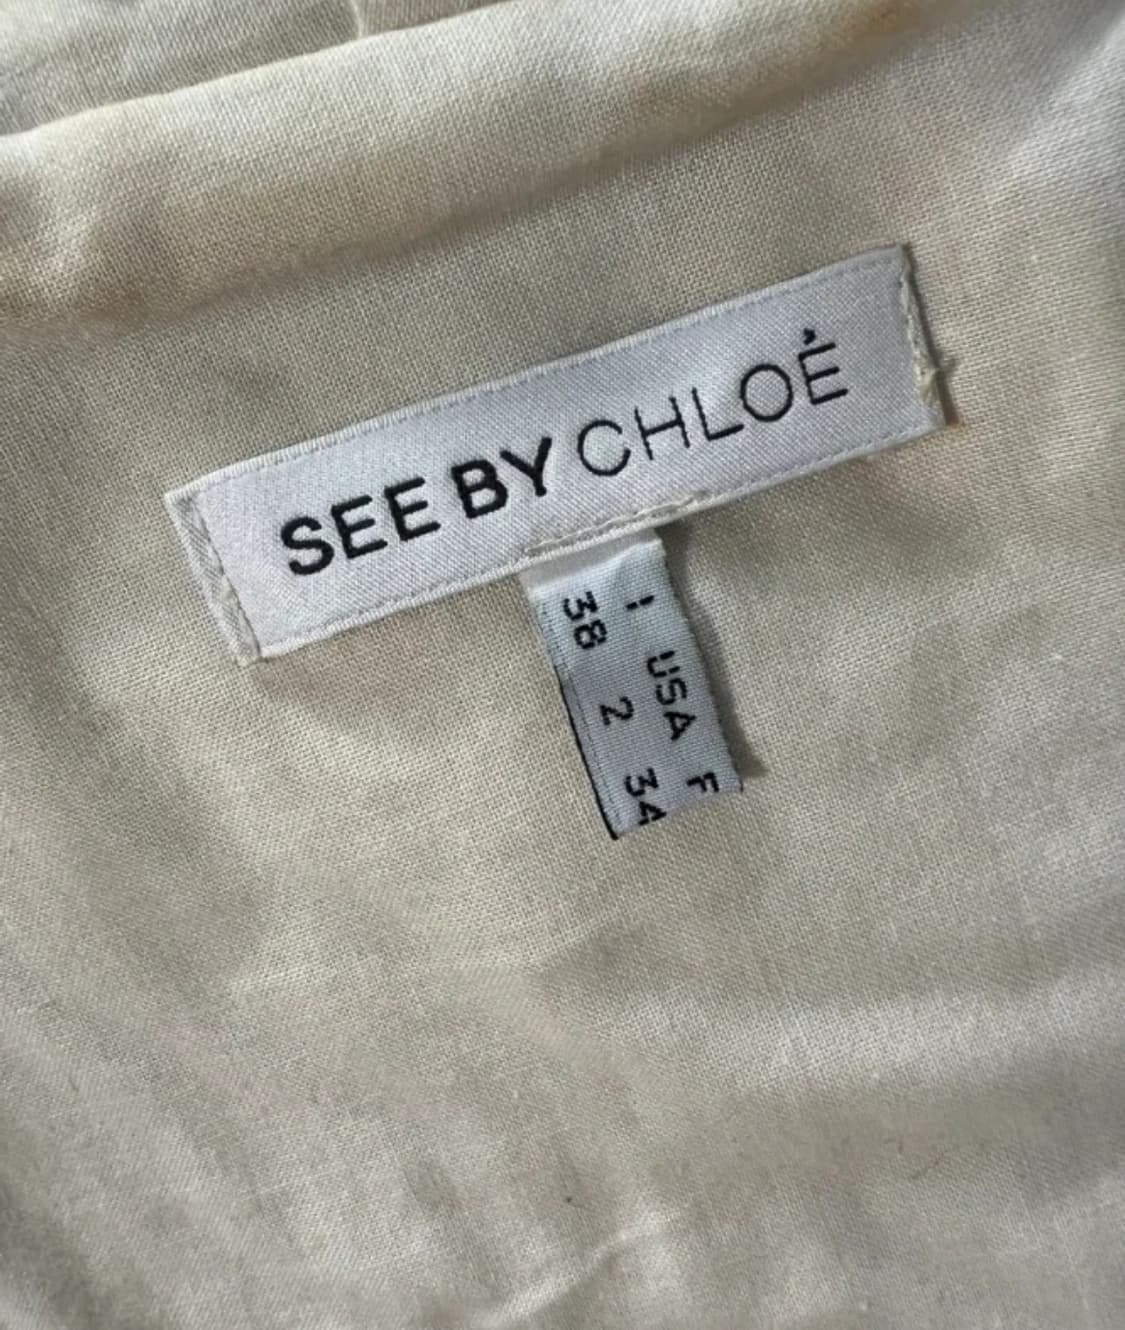 SEE BY CHLOÉ
I USA F
38 2 34